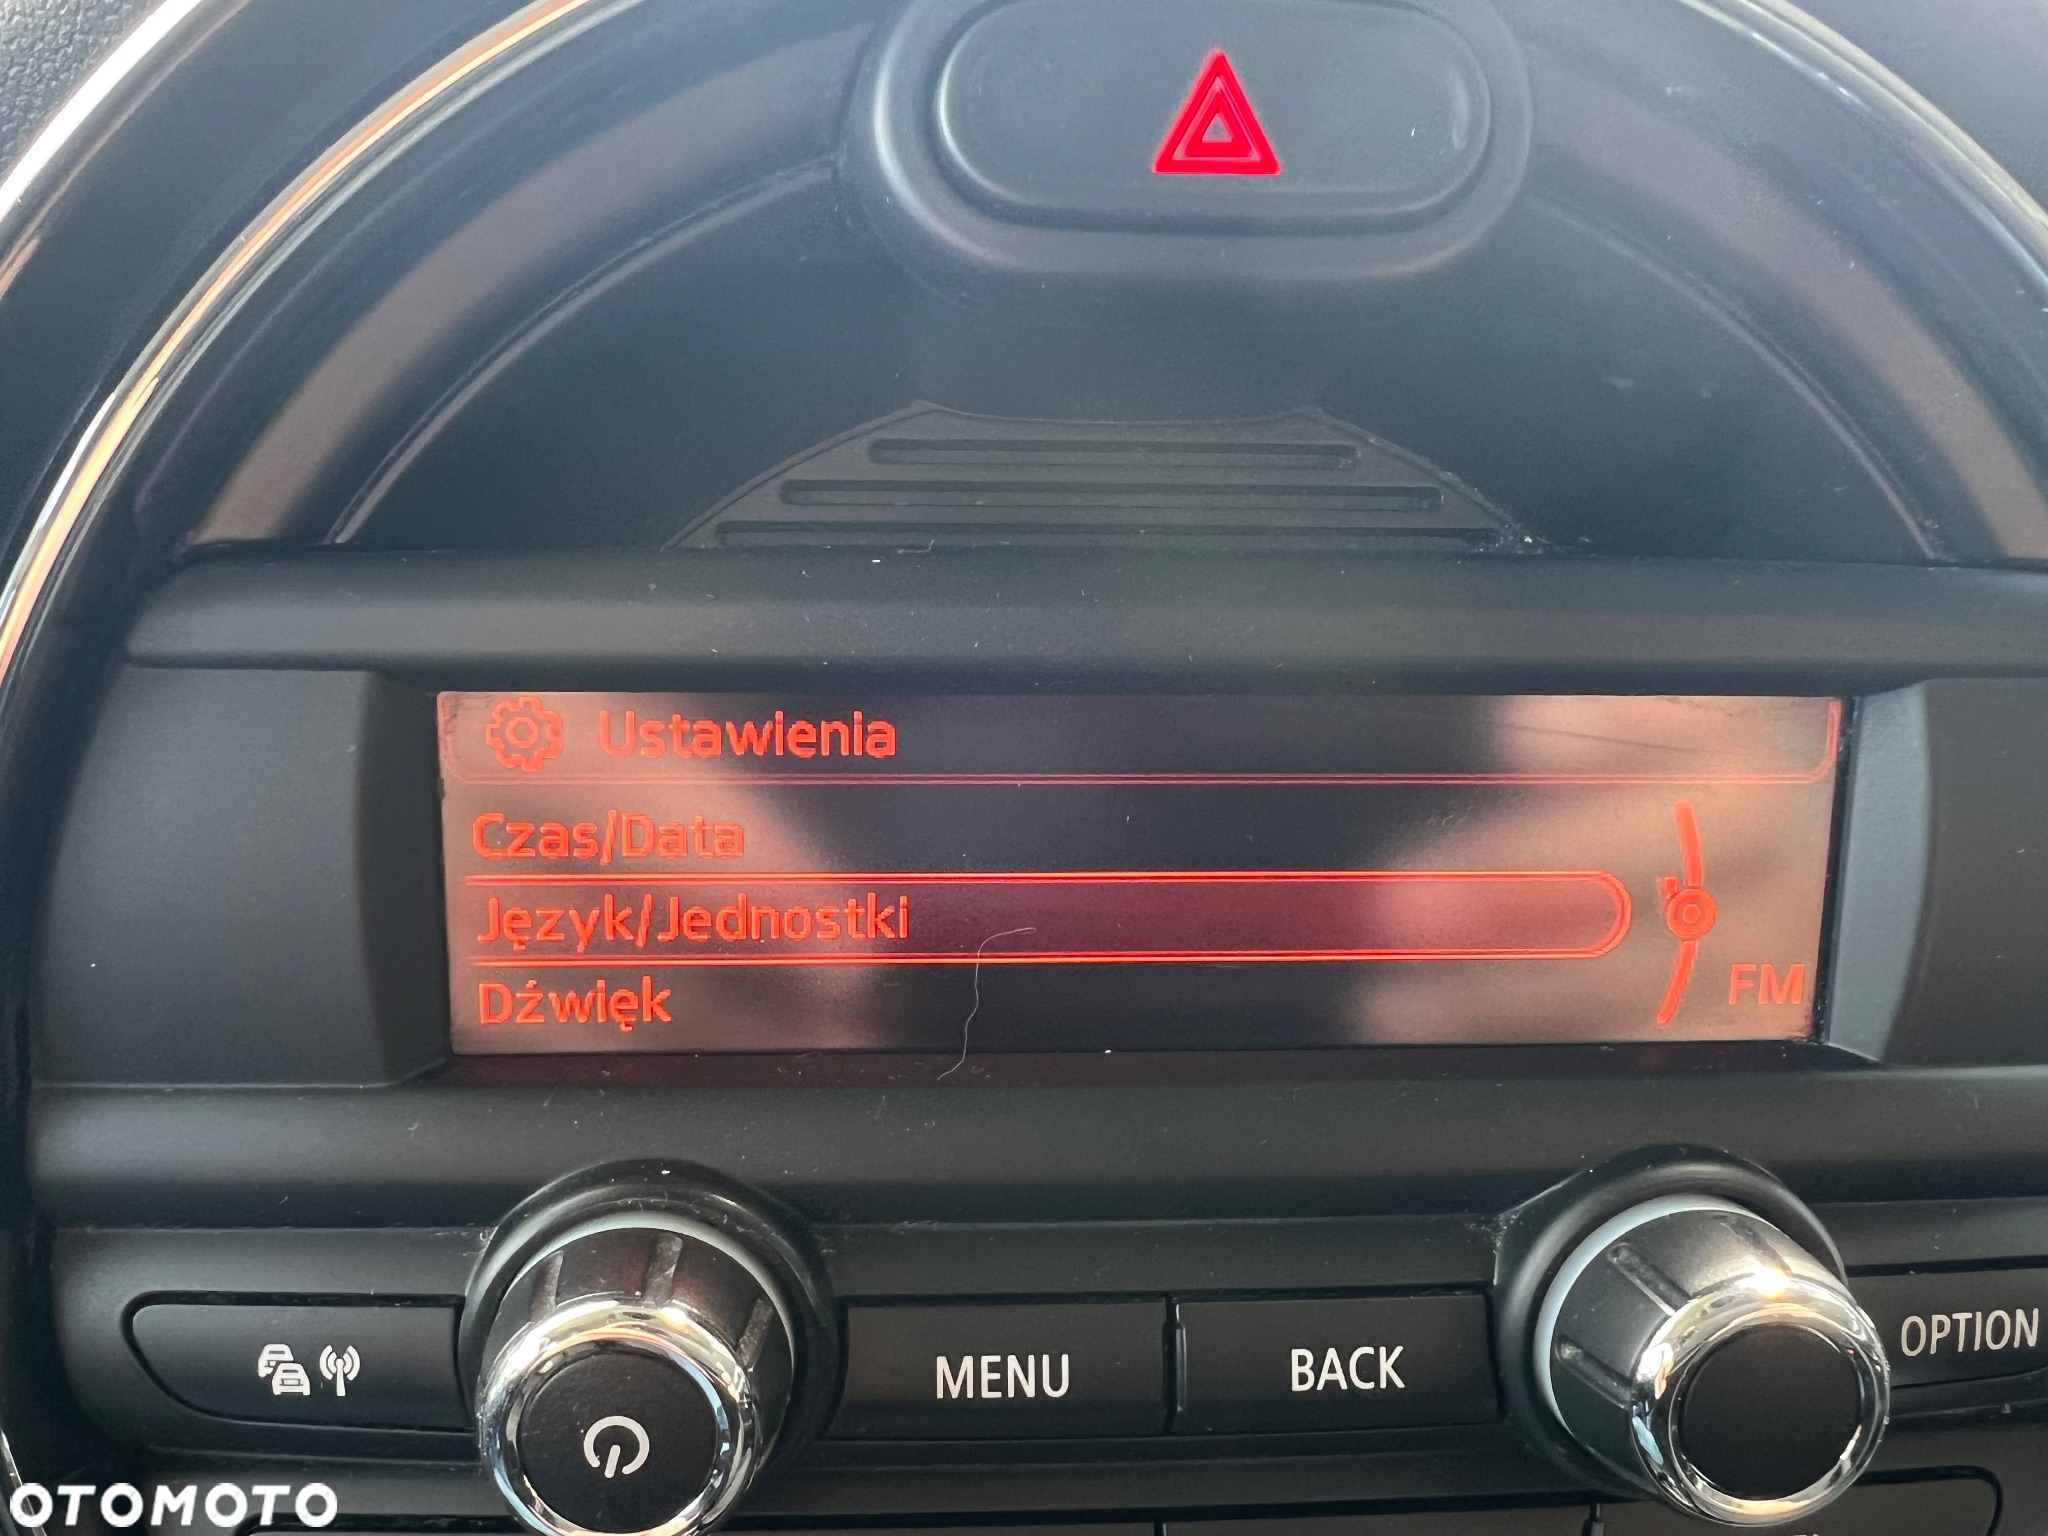 Ustawienia
Czas/Data
Język/Jednostki
Dźwięk
FM
MENU
BACK
OPTION
OTOMOTO